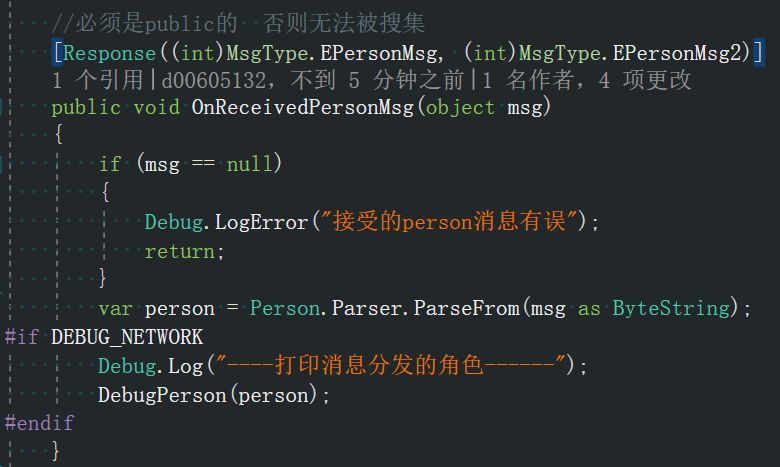 //必须是public的  否则无法被搜集
[Response((int)MsgType.EPersonMsg, (int)MsgType.EPersonMsg2)]
1 个引用|d00605132，不到 5 分钟之前|1 名作者，4 项更改
public void OnReceivedPersonMsg(object msg)
{
if (msg == null)
{
Debug.LogError("接受的person消息有误");
return;
}
var person = Person.Parser.ParseFrom(msg as ByteString);
#if DEBUG_NETWORK
Debug.Log("----打印消息分发的角色------");
DebugPerson(person);
#endif
}